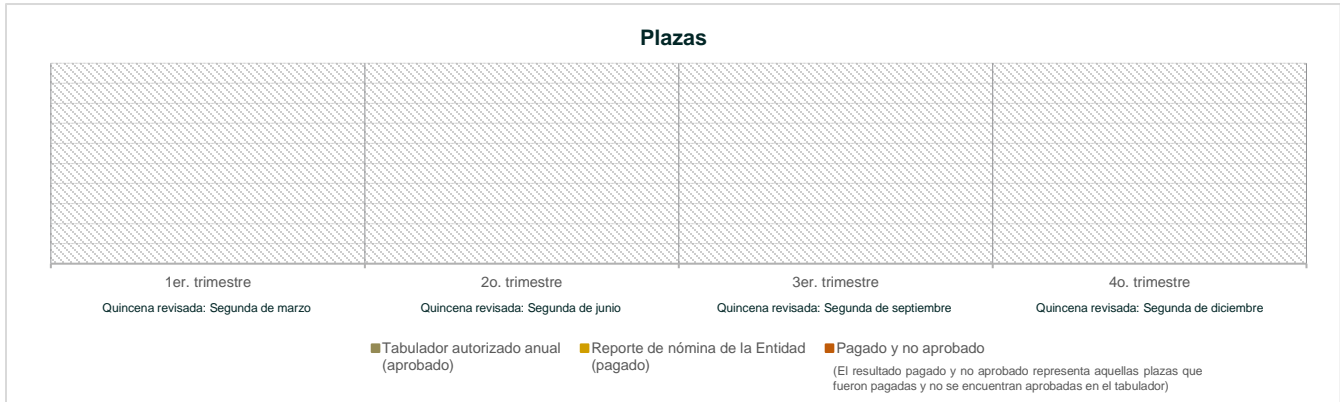 Plazas
1er. trimestre
2o. trimestre
3er. trimestre
4o. trimestre
Quincena revisada: Segunda de marzo
Quincena revisada: Segunda de junio
Quincena revisada: Segunda de septiembre
Quincena revisada: Segunda de diciembre
Tabulador autorizado anual
(aprobado)
Reporte de nómina de la Entidad
(pagado)
Pagado y no aprobado
(El resultado pagado y no aprobado representa aquellas plazas que
fueron pagadas y no se encuentran aprobadas en el tabulador)